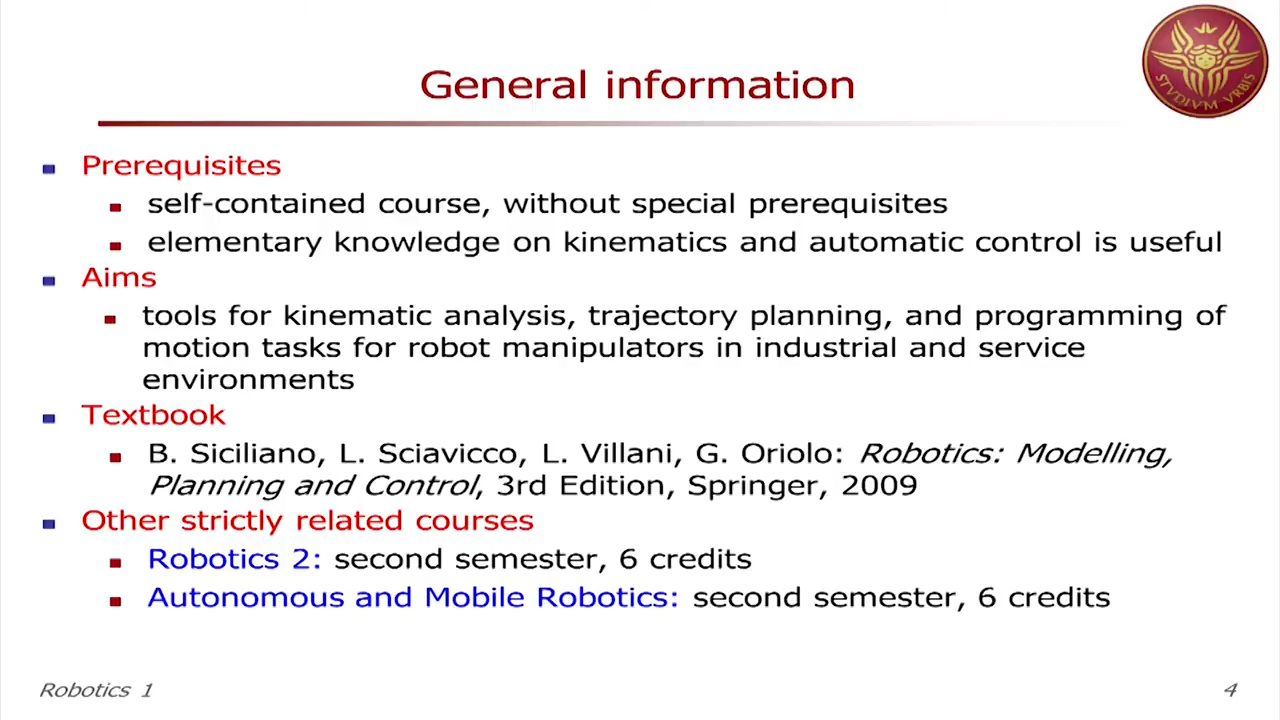 General information
STVDIVM VRBIS
Prerequisites
self-contained course, without special prerequisites
elementary knowledge on kinematics and automatic control is useful
Aims
tools for kinematic analysis, trajectory planning, and programming of
motion tasks for robot manipulators in industrial and service
environments
Textbook
B. Siciliano, L. Sciavicco, L. Villani, G. Oriolo: Robotics: Modelling,
Planning and Control, 3rd Edition, Springer, 2009
Other strictly related courses
Robotics 2: second semester, 6 credits
Autonomous and Mobile Robotics: second semester, 6 credits
Robotics 1
4